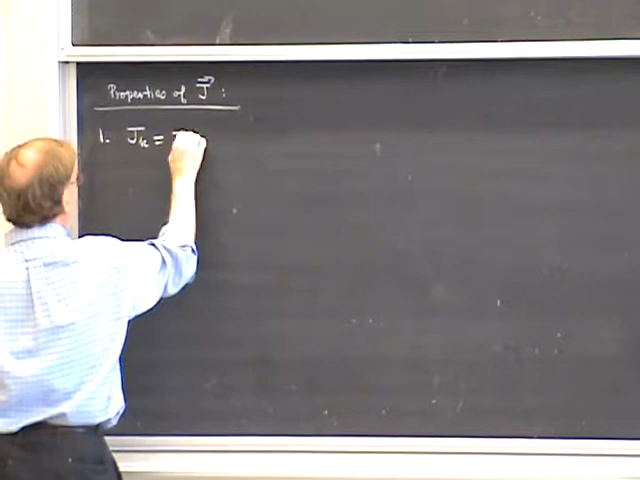 Properties of J⃗ :
1. J_k =